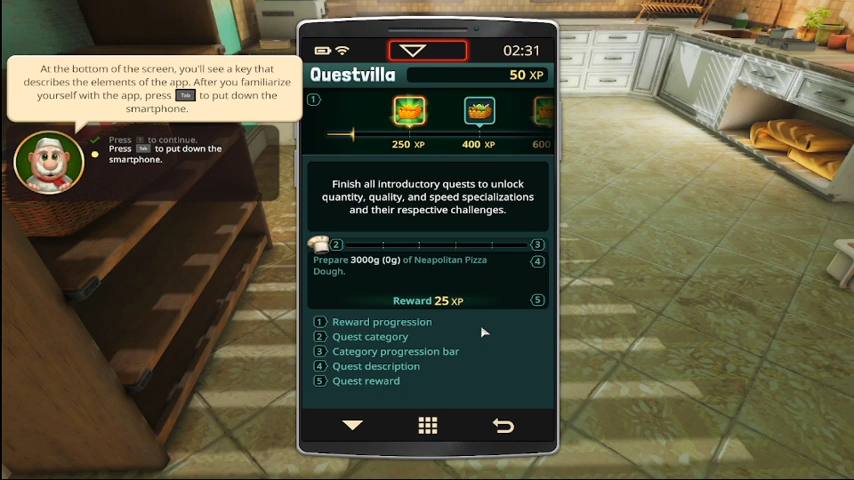 02:31
At the bottom of the screen, you'll see a key that
describes the elements of the app. After you familiarize
yourself with the app, press Tab to put down the
smartphone.
Press to continue.
Press Tab to put down the
smartphone.
Questvilla
50 XP
1
250 XP
400 XP
600
Finish all introductory quests to unlock
quantity, quality, and speed specializations
and their respective challenges.
2
3
Prepare 3000g (0g) of Neapolitan Pizza
Dough.
4
Reward 25 XP
5
1 Reward progression
2 Quest category
3 Category progression bar
4 Quest description
5 Quest reward